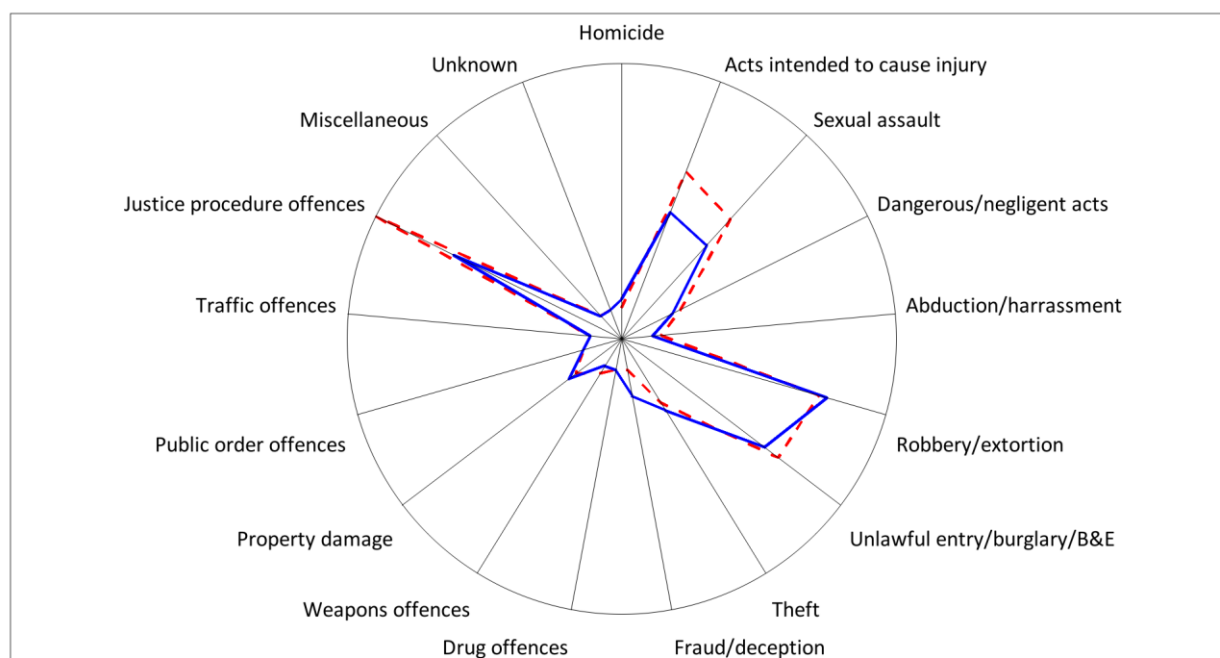 Homicide
Unknown
Acts intended to cause injury
Miscellaneous
Sexual assault
Justice procedure offences
Dangerous/negligent acts
Traffic offences
Abduction/harrassment
Public order offences
Robbery/extortion
Property damage
Unlawful entry/burglary/B&E
Weapons offences
Theft
Drug offences
Fraud/deception